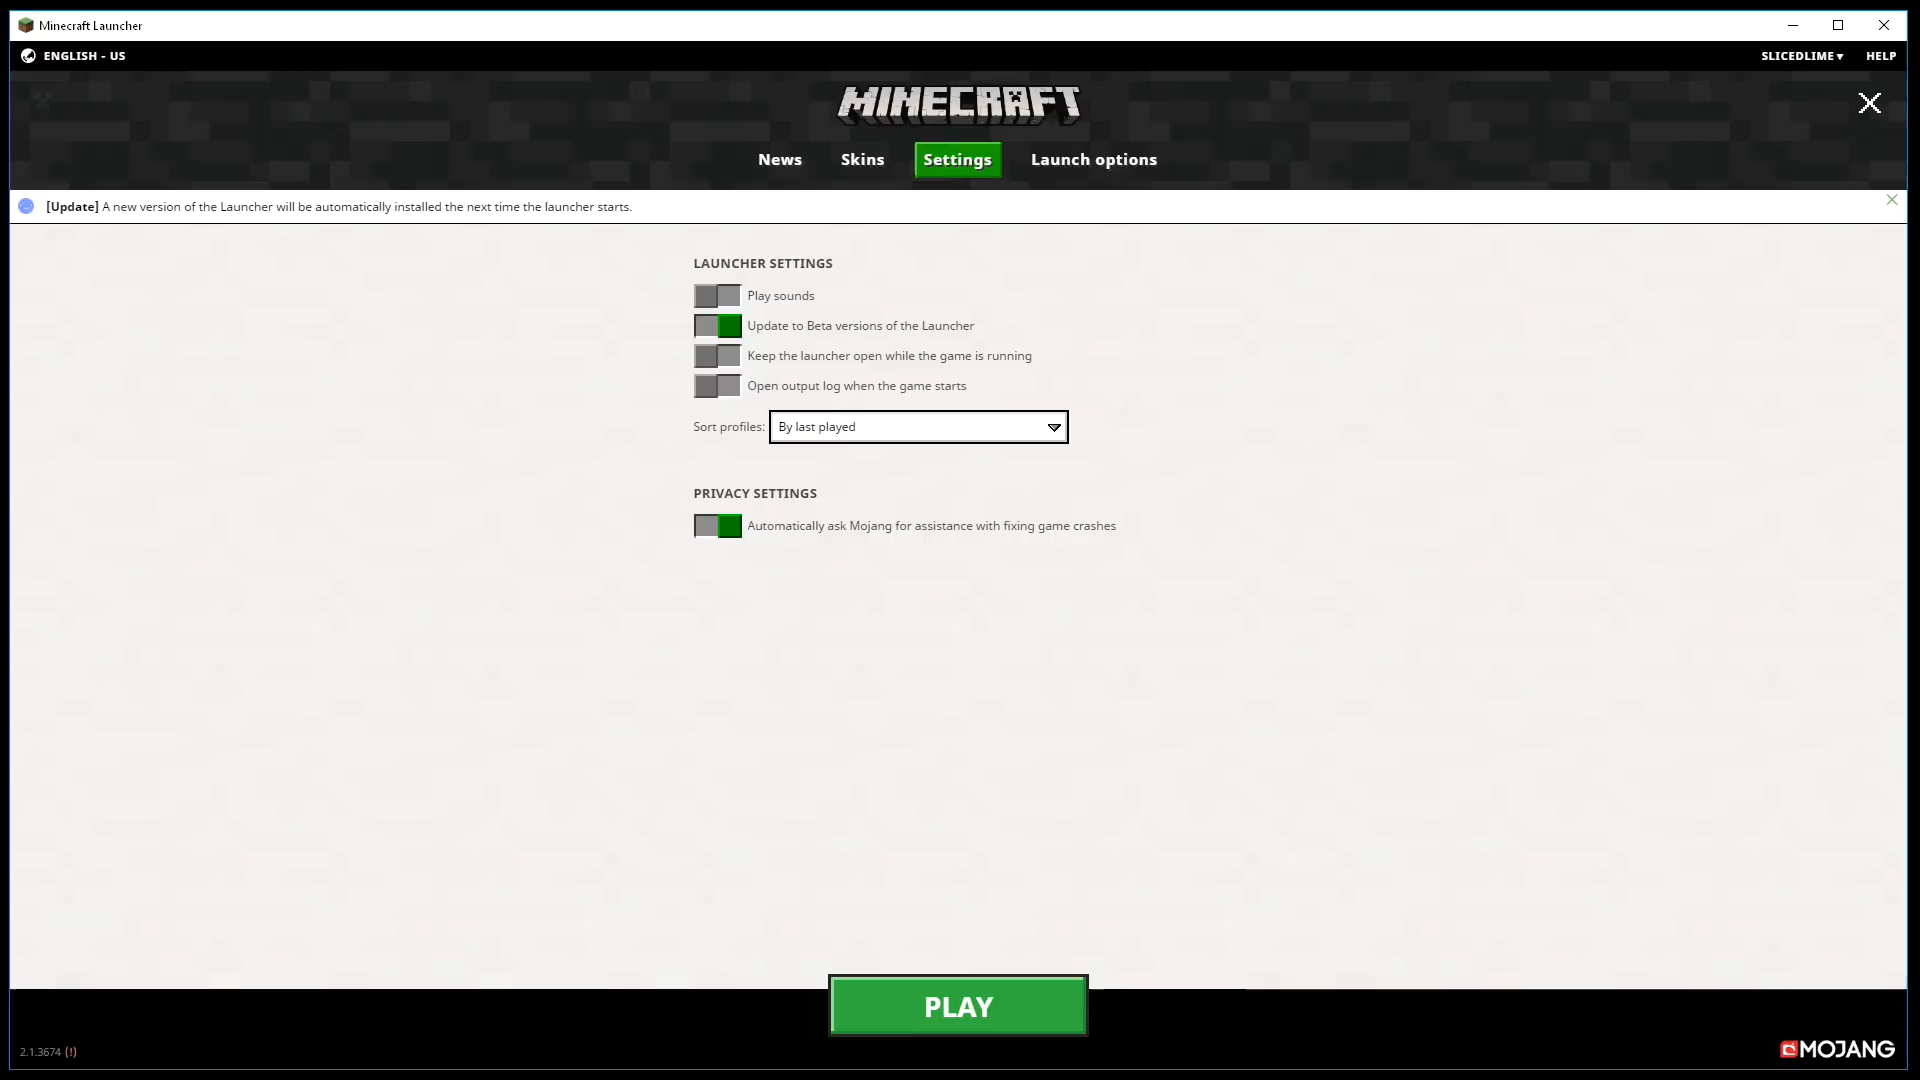 Minecraft Launcher
ENGLISH - US
SLICEDLIME▾ HELP
MINECRAFT
News Skins Settings Launch options
[Update] A new version of the Launcher will be automatically installed the next time the launcher starts.
LAUNCHER SETTINGS
Play sounds
Update to Beta versions of the Launcher
Keep the launcher open while the game is running
Open output log when the game starts
Sort profiles: By last played
PRIVACY SETTINGS
Automatically ask Mojang for assistance with fixing game crashes
PLAY
2.1.3674 (!)
MOJANG